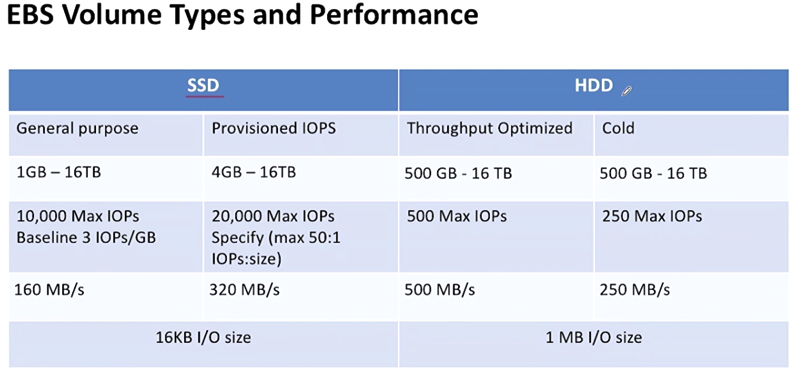 EBS Volume Types and Performance
SSD
HDD
General purpose
Provisioned IOPS
Throughput Optimized
Cold
1GB – 16TB
4GB – 16TB
500 GB - 16 TB
500 GB - 16 TB
10,000 Max IOPs
Baseline 3 IOPs/GB
20,000 Max IOPs
Specify (max 50:1
IOPs:size)
500 Max IOPs
250 Max IOPs
160 MB/s
320 MB/s
500 MB/s
250 MB/s
16KB I/O size
1 MB I/O size